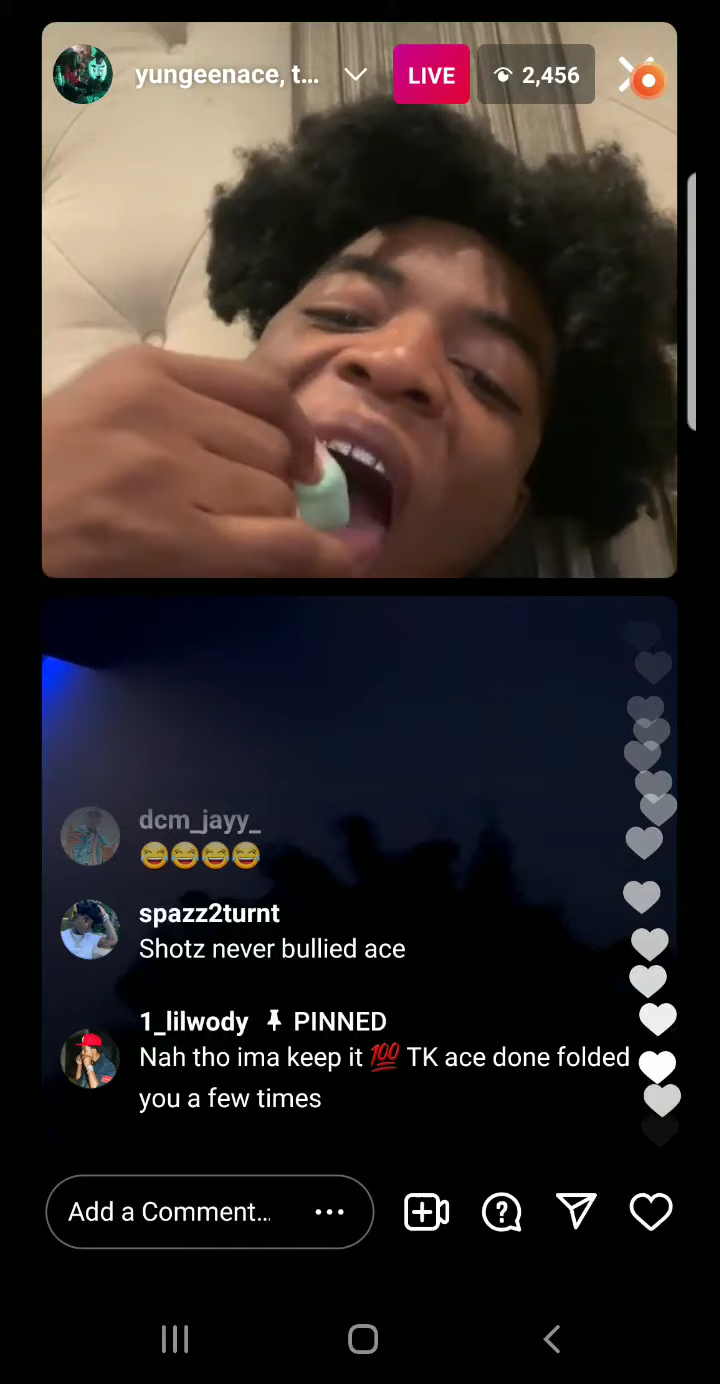 yungeenace, t...
LIVE
2,456
dcm_jayy_
😂😂😂😂
spazz2turnt
Shotz never bullied ace
1_lilwody PINNED
Nah tho ima keep it 💯 TK ace done folded
you a few times
Add a Comment...